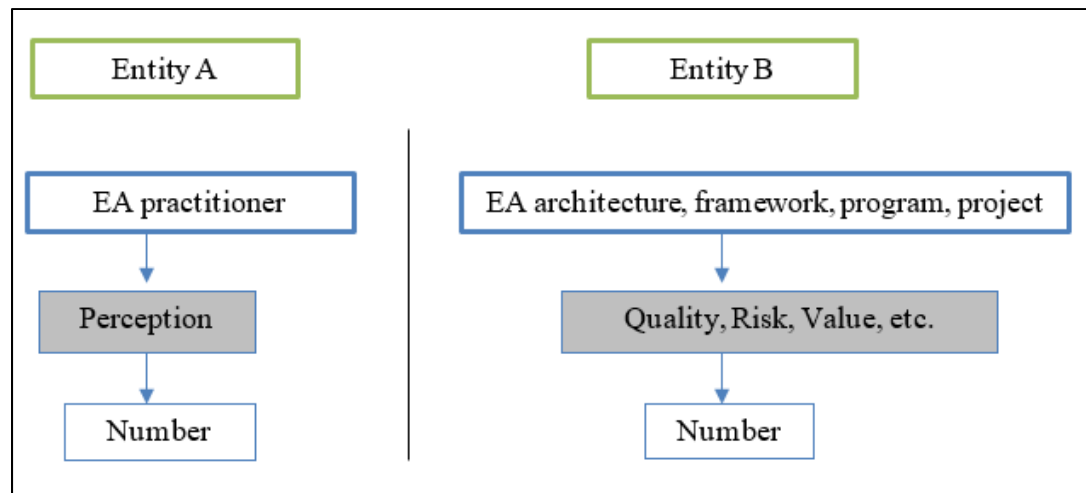 Entity A
Entity B
EA practitioner
EA architecture, framework, program, project
Perception
Quality, Risk, Value, etc.
Number
Number